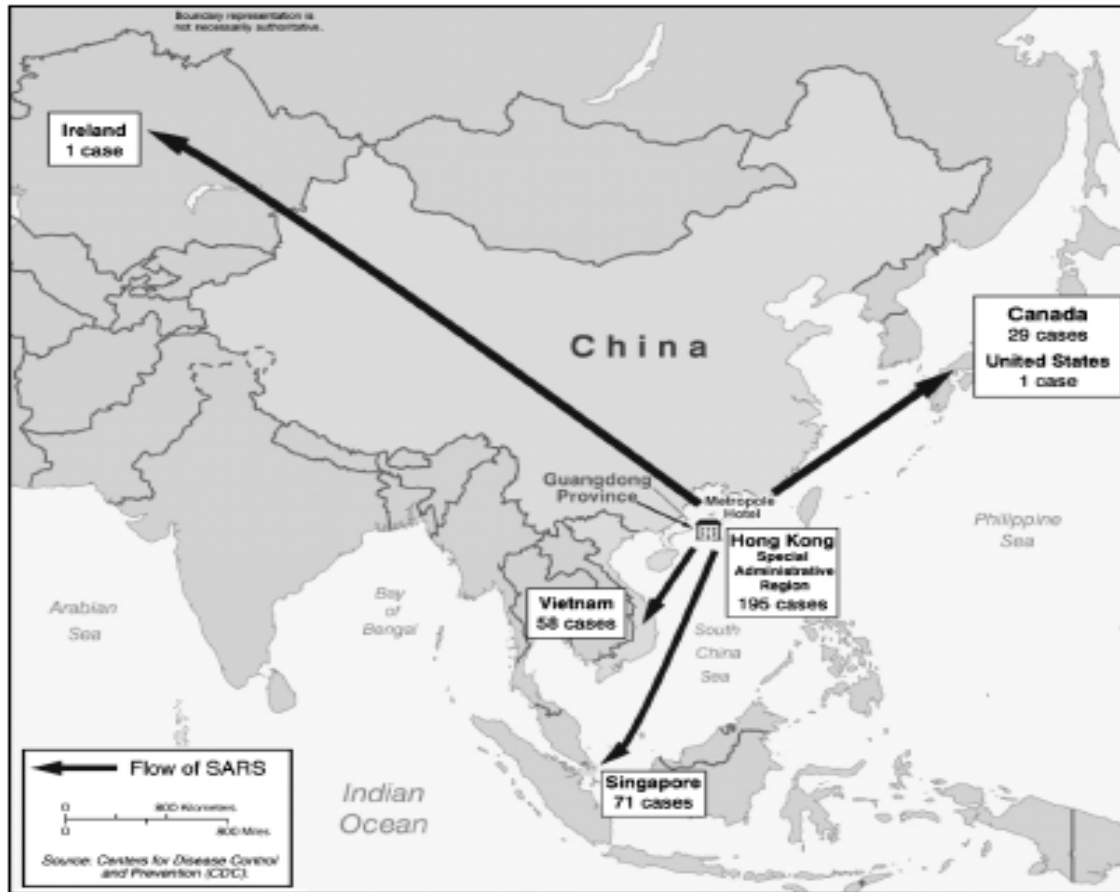 Boundary representation is
not necessarily authoritative.
Ireland
1 case
China
Canada
29 cases
United States
1 case
Guangdong
Province
Metropole
Hotel
Hong Kong
Special
Administrative
Region
195 cases
Philippine
Sea
Arabian
Sea
Bay
of
Bengal
Vietnam
58 cases
South
China
Sea
Singapore
71 cases
Indian
Ocean
Flow of SARS
0 800 Kilometers
0 800 Miles
Source: Centers for Disease Control
and Prevention (CDC).